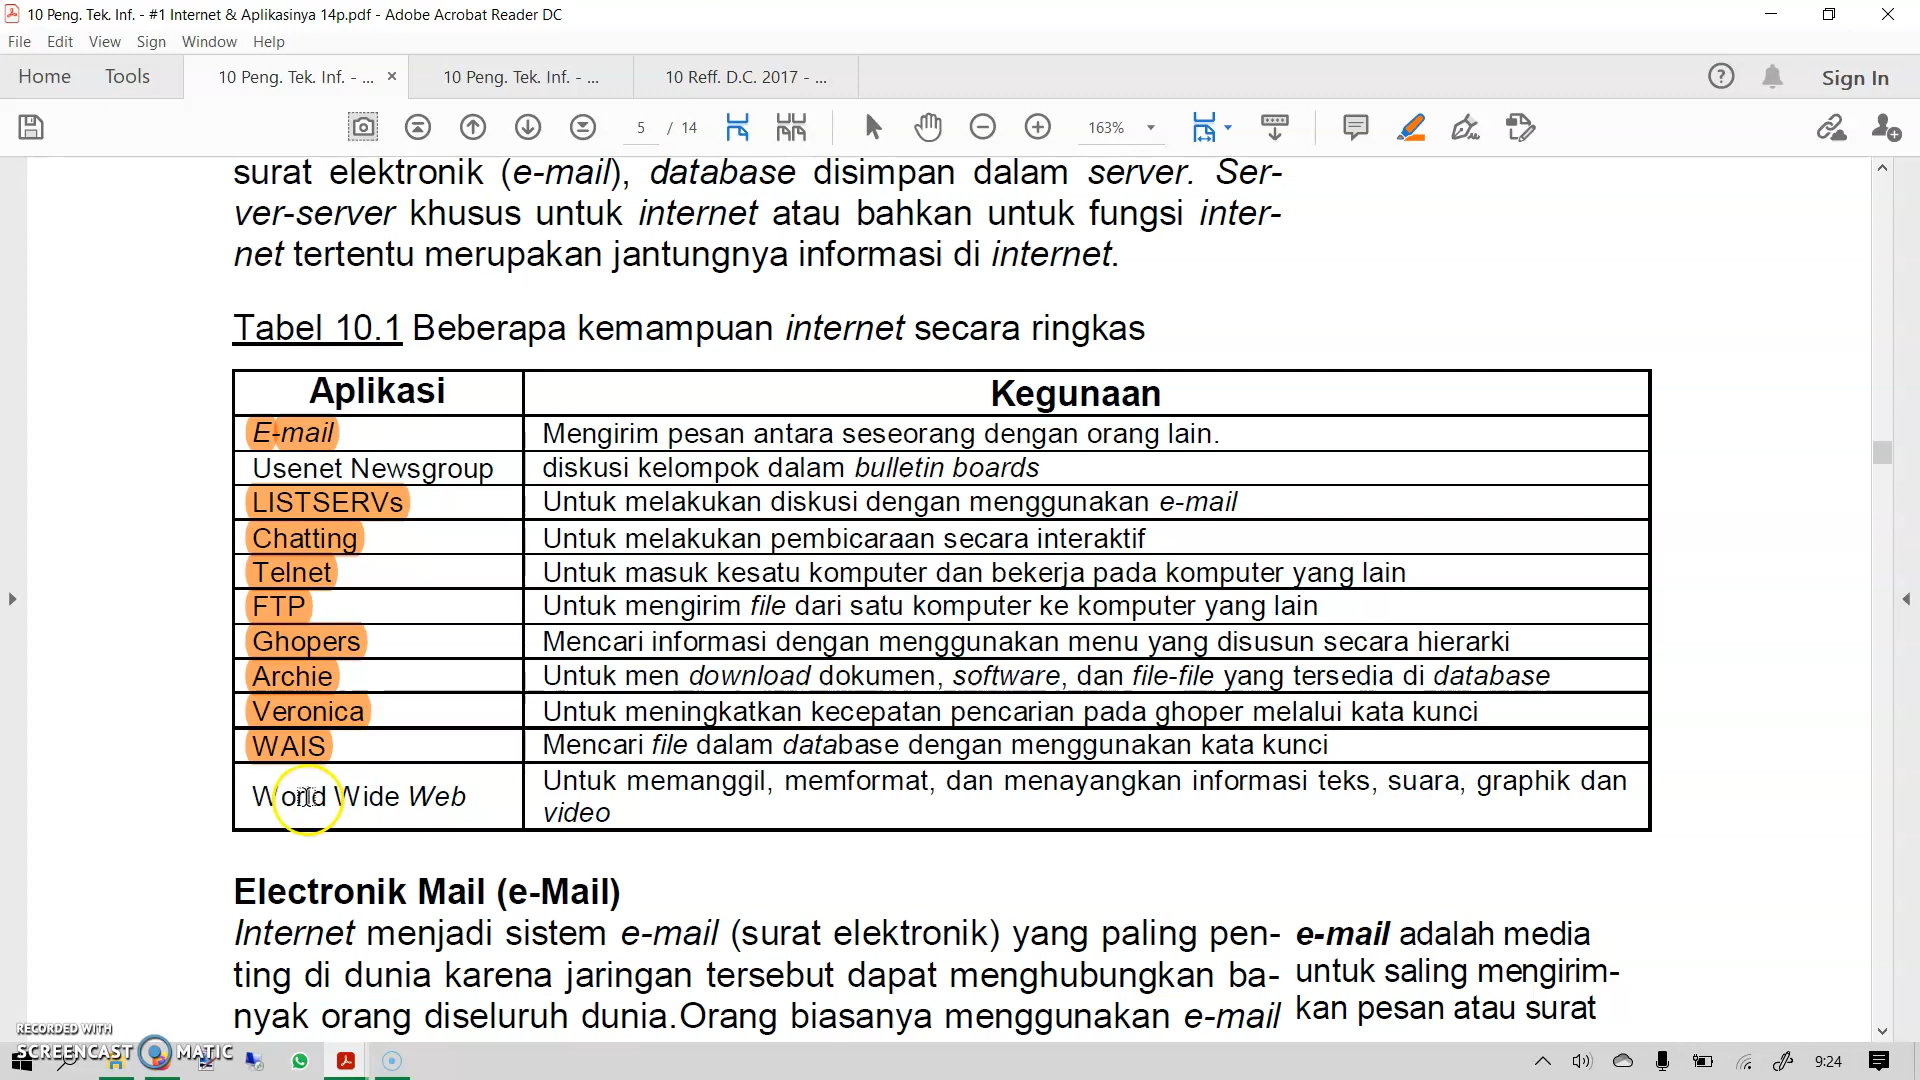 10 Peng. Tek. Inf. - #1 Internet & Aplikasinya 14p.pdf - Adobe Acrobat Reader DC
File Edit View Sign Window Help
Home Tools 10 Peng. Tek. Inf. - ... × 10 Peng. Tek. Inf. - ... 10 Reff. D.C. 2017 - ... Sign In
5 / 14 163%
surat elektronik (e-mail), database disimpan dalam server. Ser-
ver-server khusus untuk internet atau bahkan untuk fungsi inter-
net tertentu merupakan jantungnya informasi di internet.
Tabel 10.1 Beberapa kemampuan internet secara ringkas
Aplikasi Kegunaan
E-mail Mengirim pesan antara seseorang dengan orang lain.
Usenet Newsgroup diskusi kelompok dalam bulletin boards
LISTSERVs Untuk melakukan diskusi dengan menggunakan e-mail
Chatting Untuk melakukan pembicaraan secara interaktif
Telnet Untuk masuk kesatu komputer dan bekerja pada komputer yang lain
FTP Untuk mengirim file dari satu komputer ke komputer yang lain
Ghopers Mencari informasi dengan menggunakan menu yang disusun secara hierarki
Archie Untuk men download dokumen, software, dan file-file yang tersedia di database
Veronica Untuk meningkatkan kecepatan pencarian pada ghoper melalui kata kunci
WAIS Mencari file dalam database dengan menggunakan kata kunci
World Wide Web Untuk memanggil, memformat, dan menayangkan informasi teks, suara, graphik dan
video
Electronik Mail (e-Mail)
Internet menjadi sistem e-mail (surat elektronik) yang paling pen-
ting di dunia karena jaringan tersebut dapat menghubungkan ba-
nyak orang diseluruh dunia.Orang biasanya menggunakan e-mail
e-mail adalah media
untuk saling mengirim-
kan pesan atau surat
RECORDED WITH
SCREENCAST MATIC
9:24